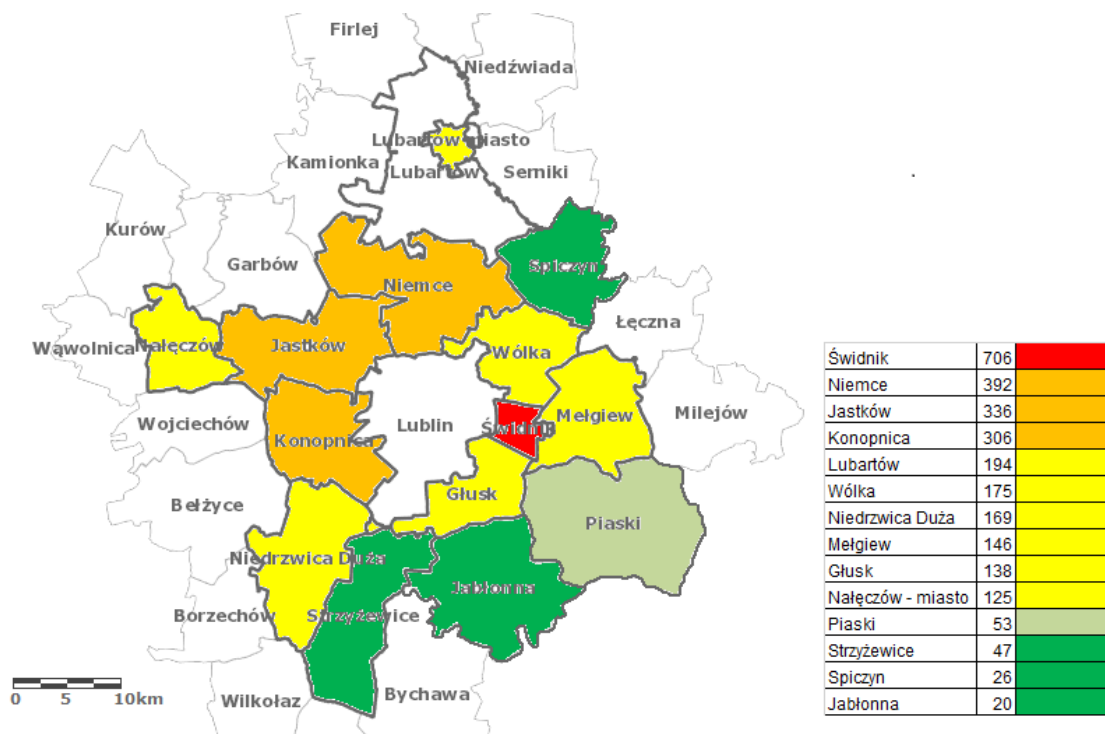 Firlej
Niedźwiada
Lubartów miasto
Kamionka
Lubartów
Serniki
Kurów
Garbów
Spiczyn
Niemce
Łęczna
Wąwolnica
Nałęczów
Jastków
Wólka
Wojciechów
Konopnica
Lublin
Świdnik
Mełgiew
Milejów
Bełżyce
Głusk
Piaski
Niedrzwica Duża
Jabłonna
Borzechów
Strzyżewice
Wilkołaz
Bychawa
0 5 10km
Świdnik 706
Niemce 392
Jastków 336
Konopnica 306
Lubartów 194
Wólka 175
Niedrzwica Duża 169
Mełgiew 146
Głusk 138
Nałęczów - miasto 125
Piaski 53
Strzyżewice 47
Spiczyn 26
Jabłonna 20